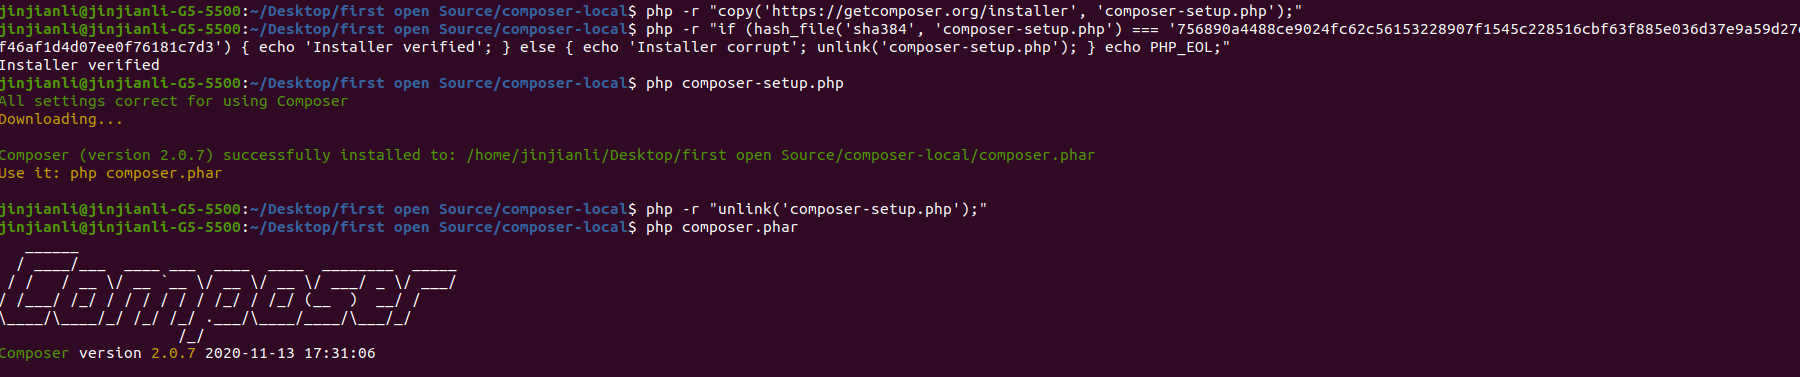 jinjianli@jinjianli-G5-5500:~/Desktop/first open Source/composer-local$ php -r "copy('https://getcomposer.org/installer', 'composer-setup.php');"
jinjianli@jinjianli-G5-5500:~/Desktop/first open Source/composer-local$ php -r "if (hash_file('sha384', 'composer-setup.php') === '756890a4488ce9024fc62c56153228907f1545c228516cbf63f885e036d37e9a59d27d
f46af1d4d07ee0f76181c7d3') { echo 'Installer verified'; } else { echo 'Installer corrupt'; unlink('composer-setup.php'); } echo PHP_EOL;"
Installer verified
jinjianli@jinjianli-G5-5500:~/Desktop/first open Source/composer-local$ php composer-setup.php
All settings correct for using Composer
Downloading...
Composer (version 2.0.7) successfully installed to: /home/jinjianli/Desktop/first open Source/composer-local/composer.phar
Use it: php composer.phar
jinjianli@jinjianli-G5-5500:~/Desktop/first open Source/composer-local$ php -r "unlink('composer-setup.php');"
jinjianli@jinjianli-G5-5500:~/Desktop/first open Source/composer-local$ php composer.phar
Composer
Composer version 2.0.7 2020-11-13 17:31:06